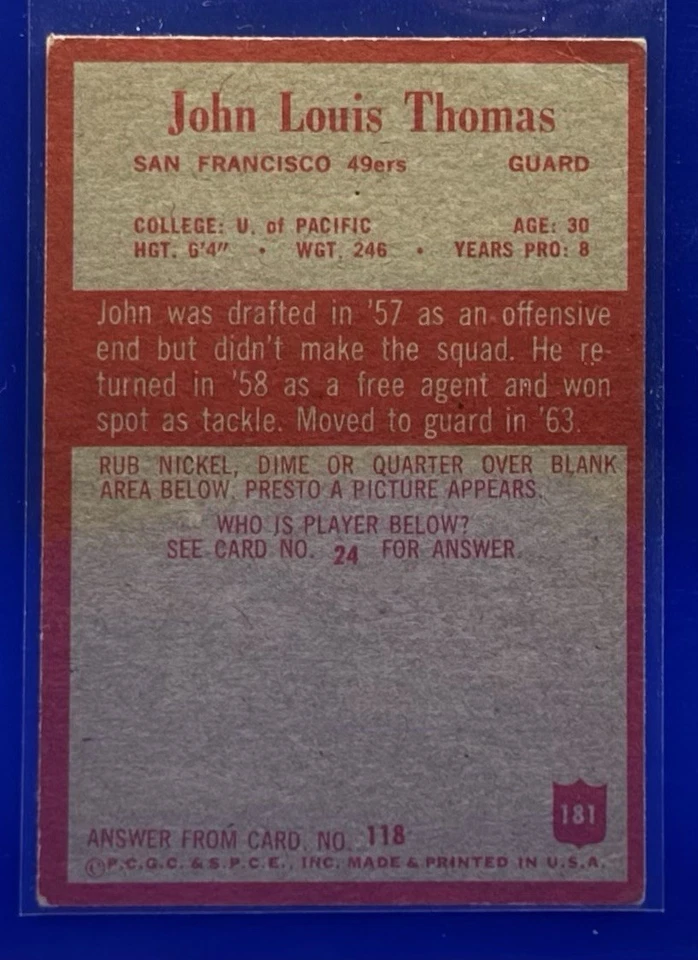 John Louis Thomas
SAN FRANCISCO 49ers GUARD
COLLEGE: U. of PACIFIC AGE: 30
HGT. 6'4" • WGT. 246 • YEARS PRO: 8
John was drafted in '57 as an offensive
end but didn't make the squad. He re-
turned in '58 as a free agent and won
spot as tackle. Moved to guard in '63.
RUB NICKEL, DIME OR QUARTER OVER BLANK
AREA BELOW. PRESTO A PICTURE APPEARS.
WHO IS PLAYER BELOW?
SEE CARD NO. 24 FOR ANSWER.
181
ANSWER FROM CARD NO. 118
©P.C.G.C. & S.P.C.E., INC. MADE & PRINTED IN U.S.A.